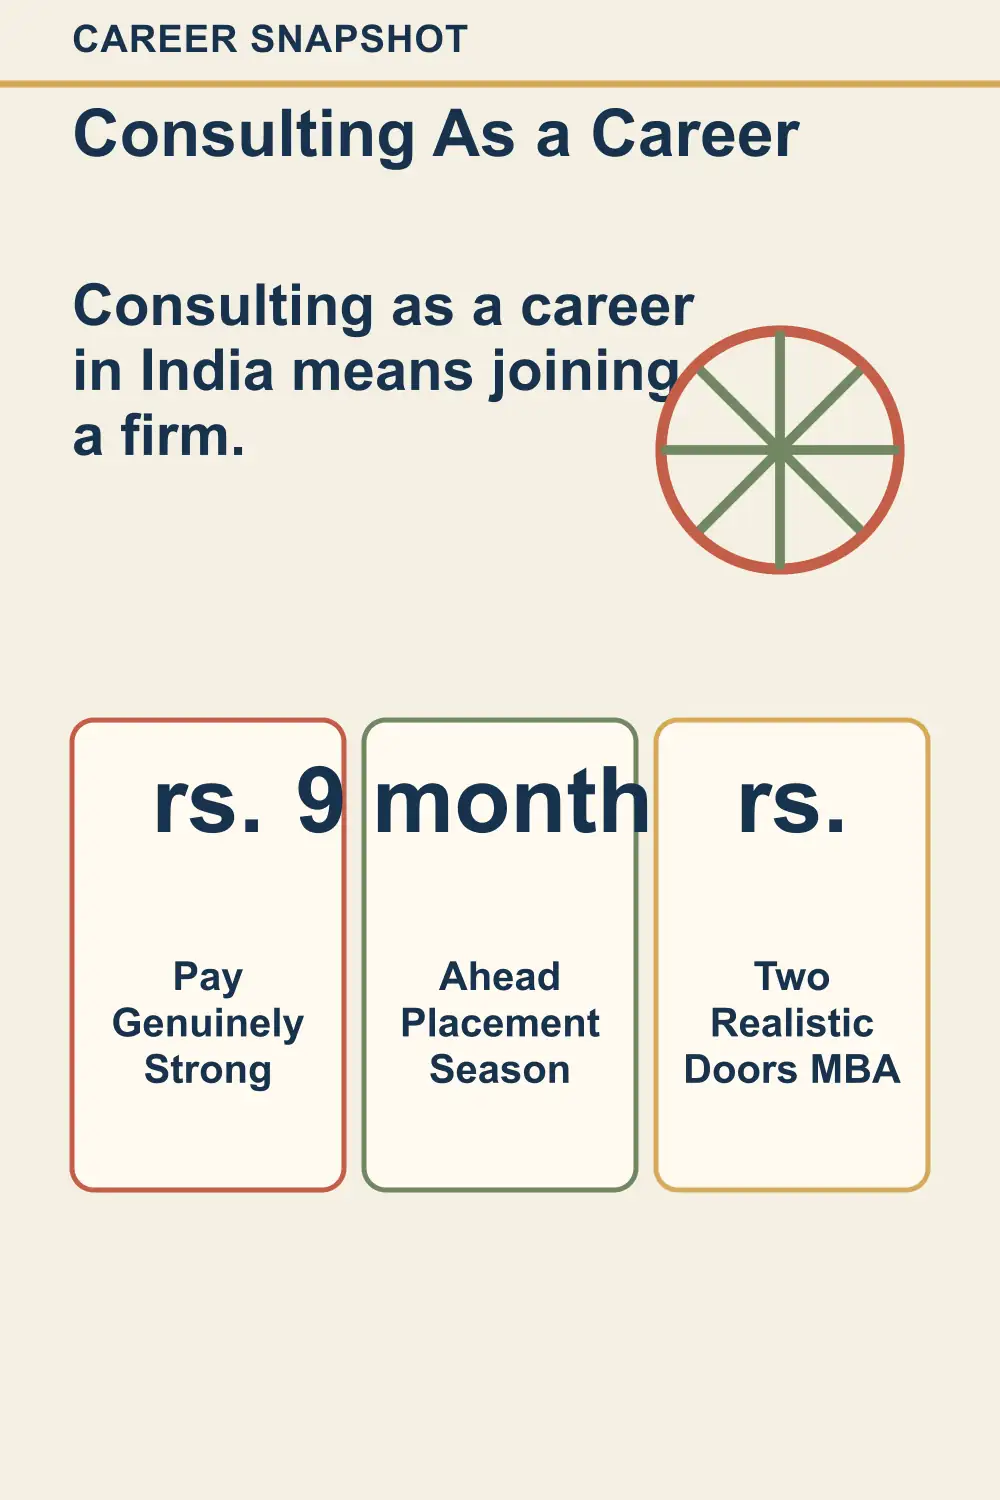 CAREER SNAPSHOT
Consulting As a Career
Consulting as a career
in India means joining
a firm.
rs. 9 month rs.
Pay
Genuinely
Strong
Ahead
Placement
Season
Two
Realistic
Doors MBA